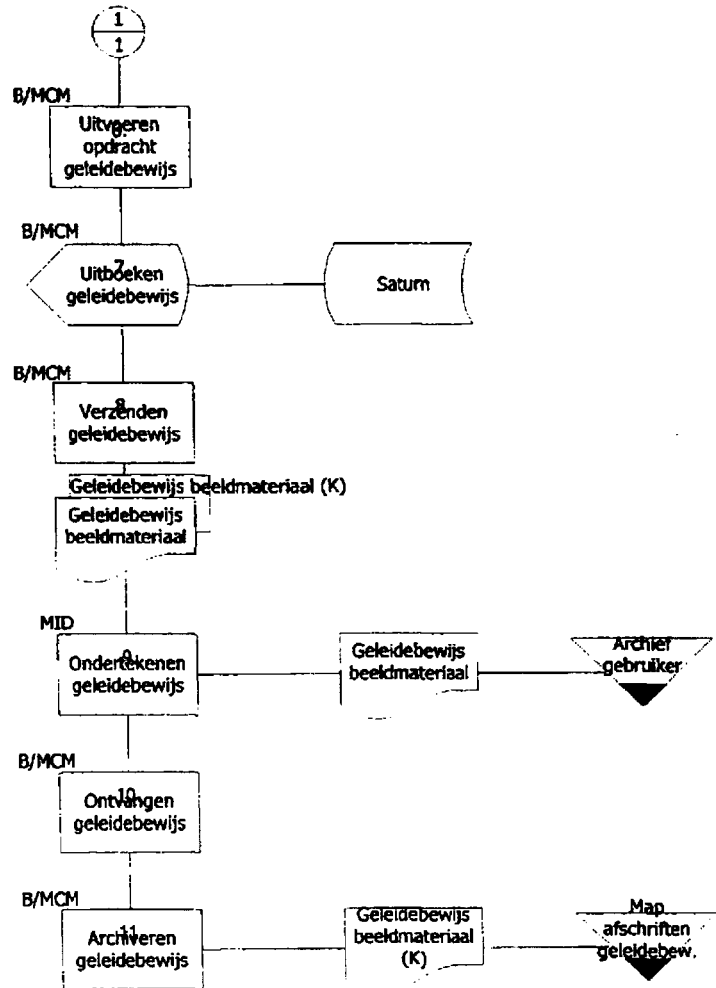 1
1
B/MCM
6.
Uitvoeren
opdracht
geleidebewijs
B/MCM
7
Uitboeken
geleidebewijs
Saturn
B/MCM
8
Verzenden
geleidebewijs
Geleidebewijs beeldmateriaal (K)
Geleidebewijs
beeldmateriaal
MID
9.
Ondertekenen
geleidebewijs
Geleidebewijs
beeldmateriaal
Archief
gebruiker
B/MCM
10
Ontvangen
geleidebewijs
B/MCM
11
Archiveren
geleidebewijs
Geleidebewijs
beeldmateriaal
(K)
Map
afschriften
geleidebew.